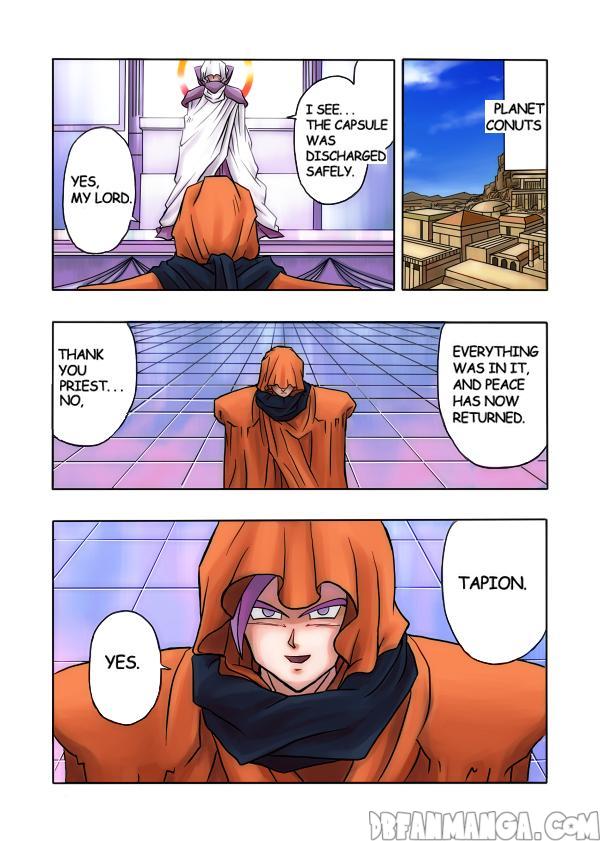 PLANET
CONUTS
I SEE...
THE CAPSULE
WAS
DISCHARGED
SAFELY.
YES,
MY LORD.
EVERYTHING
WAS IN IT,
AND PEACE
HAS NOW
RETURNED.
THANK
YOU
PRIEST...
NO,
TAPION.
YES.
DBFANMANGA.COM